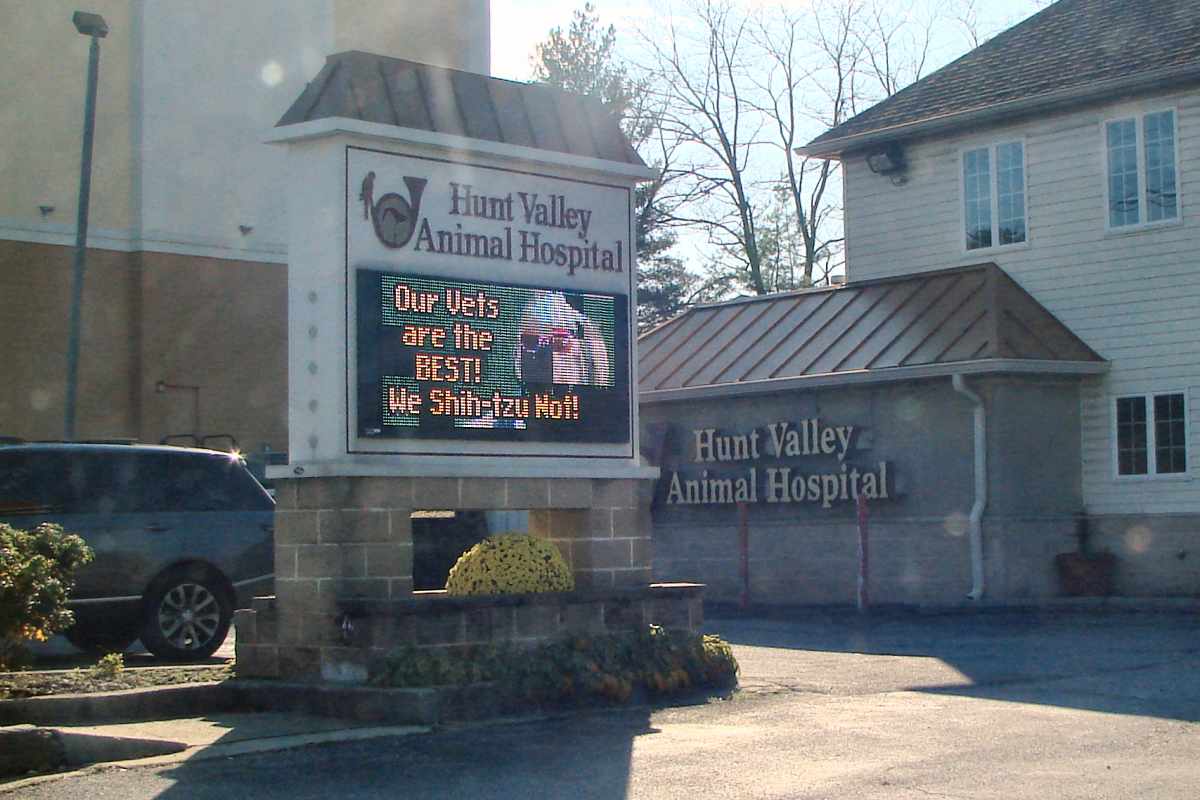 Hunt Valley
Animal Hospital
Our Vets
are the
BEST!
We Shih-tzu Not!
Hunt Valley
Animal Hospital